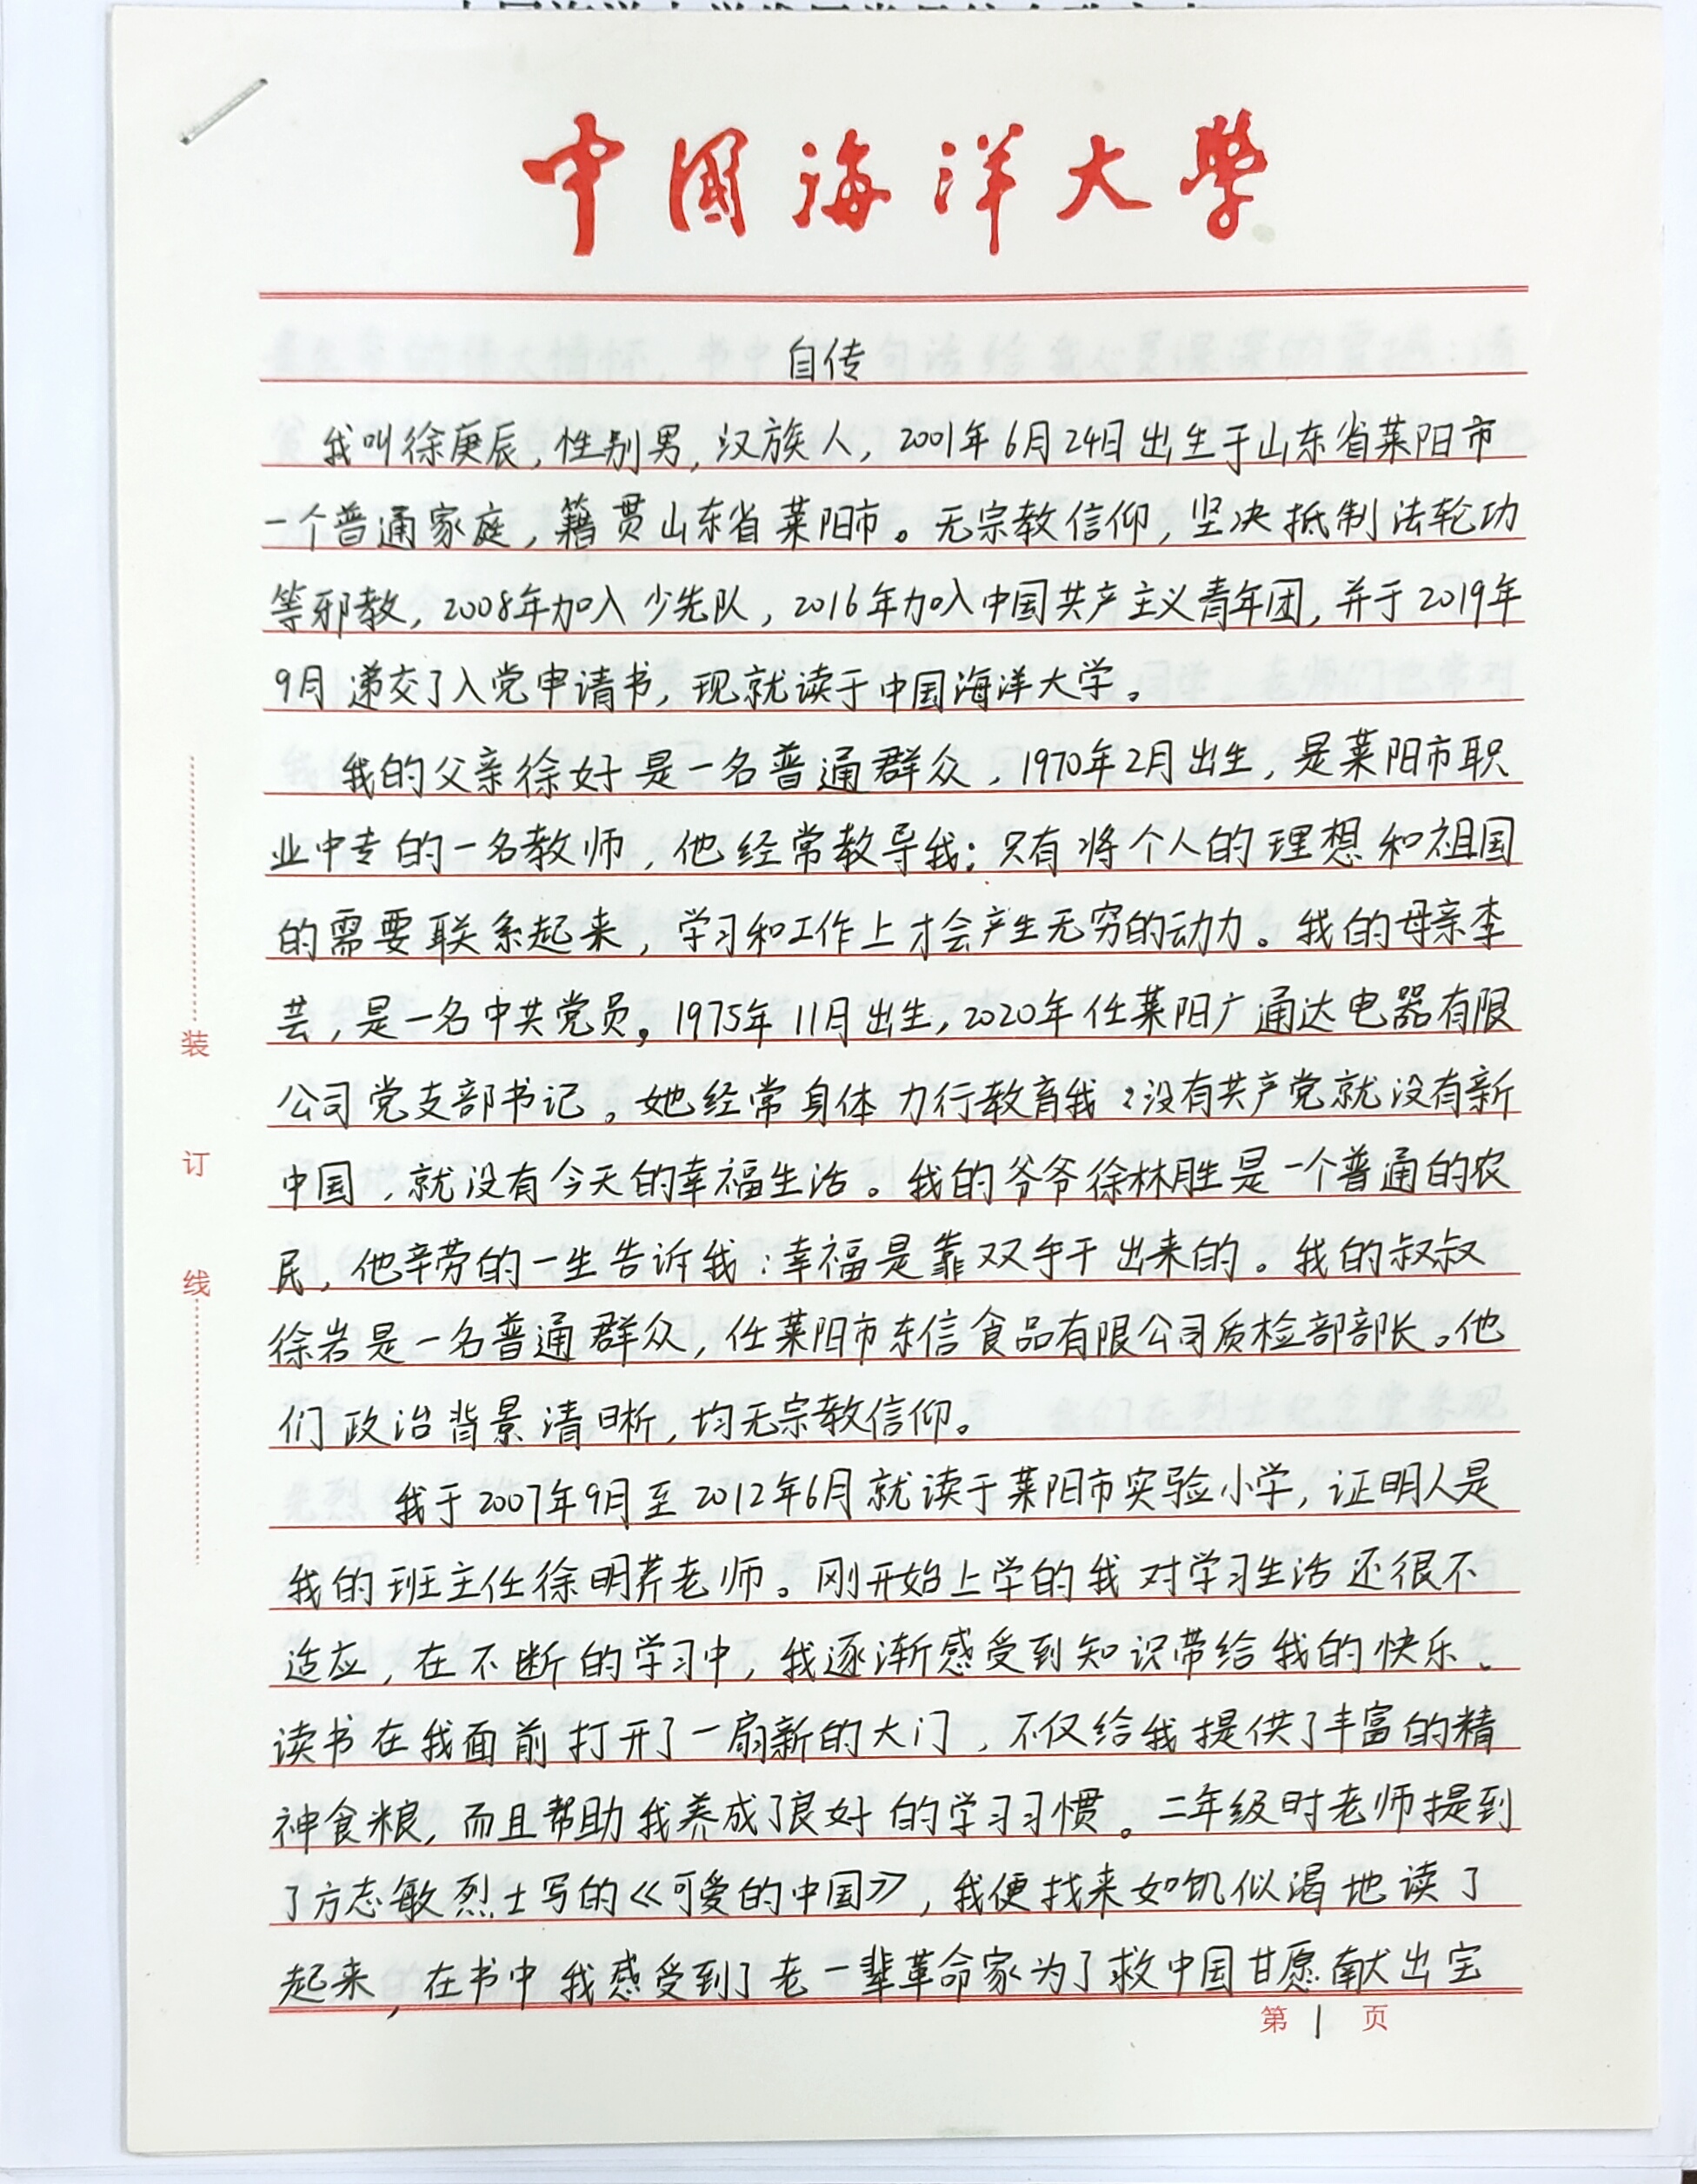 中国海洋大学
自传
我叫徐庚辰,性别男,汉族人,2001年6月24日出生于山东省莱阳市
一个普通家庭,籍贯山东省莱阳市。无宗教信仰,坚决抵制法轮功
等邪教,2008年加入少先队,2016年加入中国共产主义青年团,并于2019年
9月递交了入党申请书,现就读于中国海洋大学。
我的父亲徐好是一名普通群众,1970年2月出生,是莱阳市职
业中专的一名教师,他经常教导我:只有将个人的理想和祖国
的需要联系起来,学习和工作上才会产生无穷的动力。我的母亲李
芸,是一名中共党员,1975年11月出生,2020年任莱阳广通达电器有限
公司党支部书记。她经常身体力行教育我:没有共产党就没有新
中国,就没有今天的幸福生活。我的爷爷徐林胜是一个普通的农
民,他辛劳的一生告诉我:幸福是靠双手干出来的。我的叔叔
徐岩是一名普通群众,任莱阳市东信食品有限公司质检部部长。他
们政治背景清晰,均无宗教信仰。
我于2007年9月至2012年6月就读于莱阳市实验小学,证明人是
我的班主任徐明荞老师。刚开始上学的我对学习生活还很不
适应,在不断的学习中,我逐渐感受到知识带给我的快乐、
读书在我面前打开了一扇新的大门,不仅给我提供了丰富的精
神食粮,而且帮助我养成了良好的学习习惯。二年级时老师提到
了方志敏烈士写的《可爱的中国》,我便找来如饥似渴地读了
起来,在书中我感受到了老一辈革命家为了救中国甘愿献出宝
第1页
装
订
线